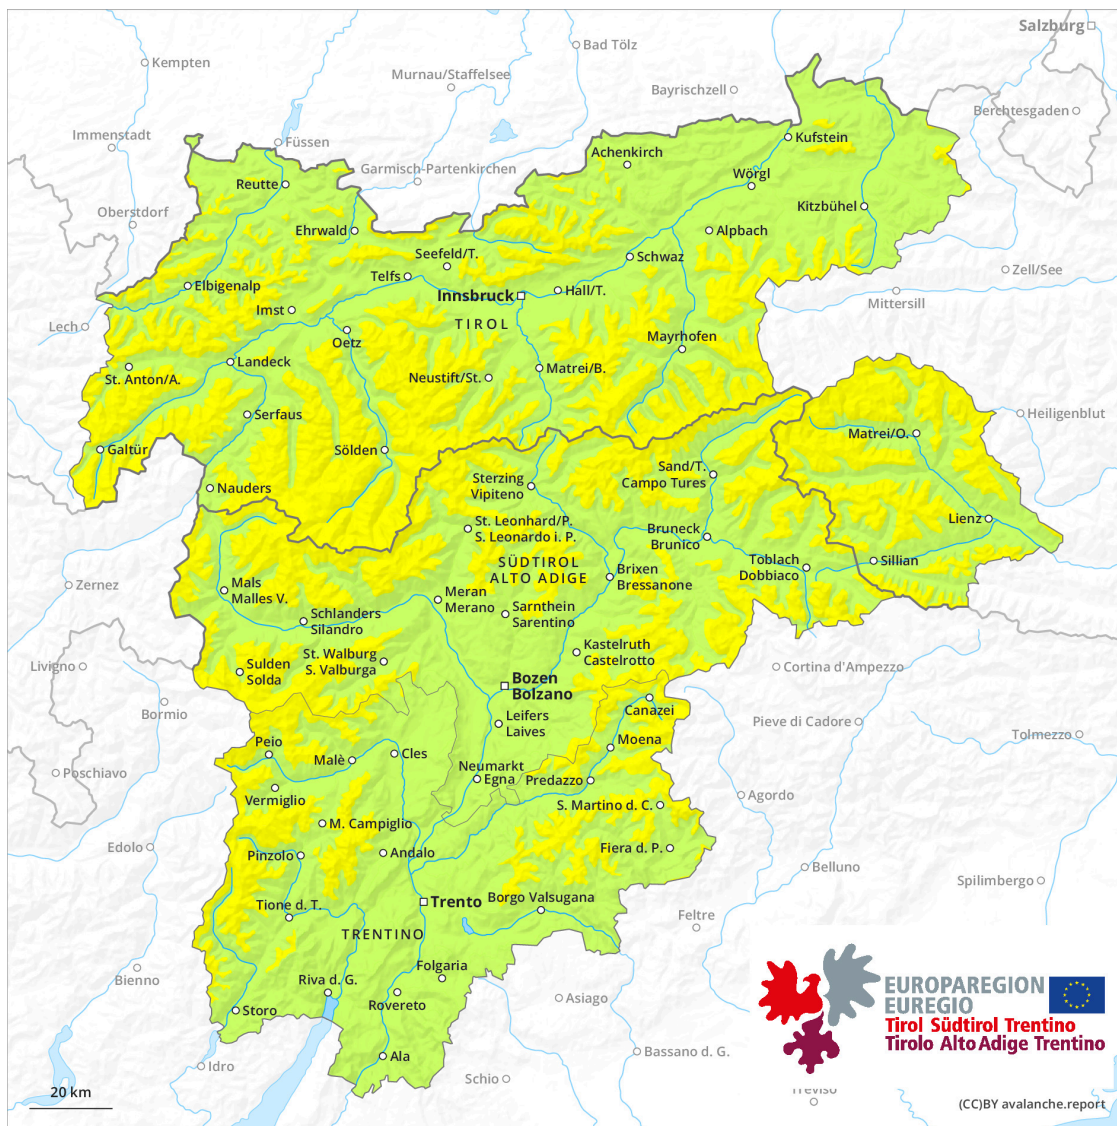 Salzburg
Kempten
Bad Tölz
Murnau/Staffelsee
Bayrischzell
Berchtesgaden
Immenstadt
Füssen
Kufstein
Achenkirch
Garmisch-Partenkirchen
Wörgl
Reutte
Oberstdorf
Kitzbühel
Ehrwald
Alpbach
Seefeld/T.
Schwaz
Zell/See
Telfs
Elbigenalp
Hall/T.
Innsbruck
Mittersill
Imst
TIROL
Lech
Oetz
Mayrhofen
Landeck
Matrei/B.
St. Anton/A.
Neustift/St.
Serfaus
Heiligenblut
Matrei/O.
Galtür
Sölden
Sand/T.
Campo Tures
Sterzing
Vipiteno
Nauders
Lienz
St. Leonhard/P.
S. Leonardo i. P.
Bruneck
Brunico
SÜDTIROL
ALTO ADIGE
Toblach
Dobbiaco
Sillian
Brixen
Bressanone
Zernez
Mals
Malles V.
Meran
Merano
Sarnthein
Sarentino
Schlanders
Silandro
Kastelruth
Castelrotto
St. Walburg
S. Valburga
Livigno
Sulden
Solda
Cortina d'Ampezzo
Bozen
Bolzano
Bormio
Canazei
Leifers
Laives
Pieve di Cadore
Tolmezzo
Moena
Peio
Cles
Malè
Neumarkt
Egna
Predazzo
Poschiavo
Vermiglio
Agordo
S. Martino d. C.
M. Campiglio
Edolo
Fiera d. P.
Andalo
Pinzolo
Belluno
Spilimbergo
Borgo Valsugana
Trento
Tione d. T.
Feltre
TRENTINO
Folgaria
Bienno
Riva d. G.
Rovereto
Asiago
Storo
EUROPAREGION
EUREGIO
Tirol Südtirol Trentino
Tirolo Alto Adige Trentino
Ala
Bassano d. G.
Idro
Schio
Treviso
20 km
(CC)BY avalanche.report